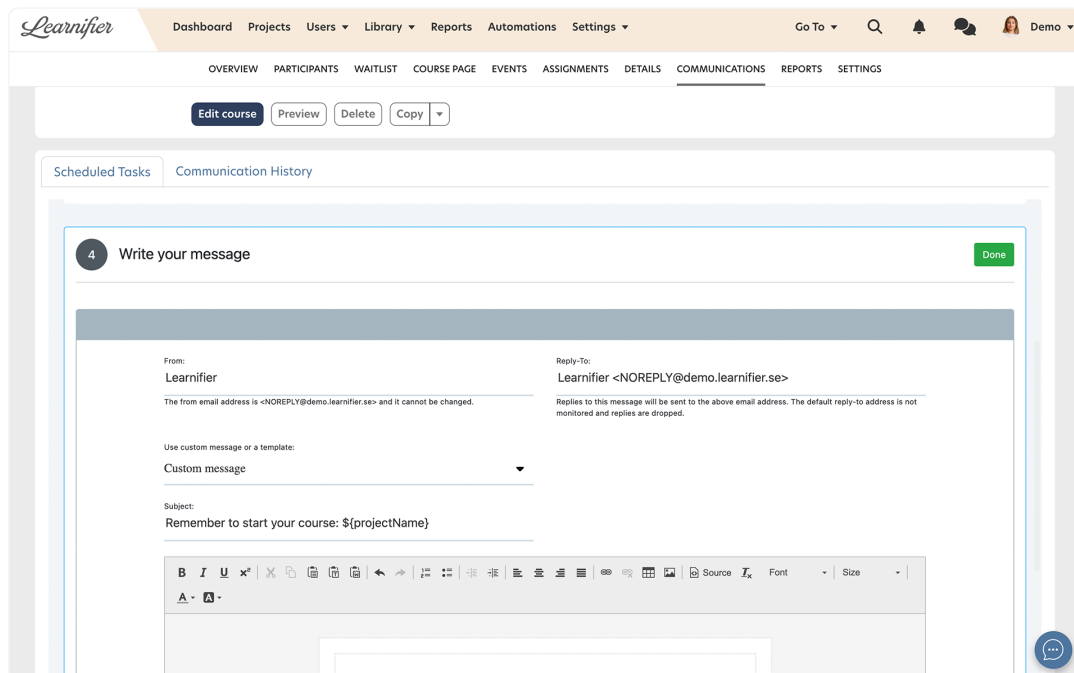 Learnifier Dashboard Projects Users Library Reports Automations Settings Go To Demo
OVERVIEW PARTICIPANTS WAITLIST COURSE PAGE EVENTS ASSIGNMENTS DETAILS COMMUNICATIONS REPORTS SETTINGS
Edit course Preview Delete Copy
Scheduled Tasks Communication History
4 Write your message Done
From:
Learnifier
The from email address is <NOREPLY@demo.learnifier.se> and it cannot be changed.
Reply-To:
Learnifier <NOREPLY@demo.learnifier.se>
Replies to this message will be sent to the above email address. The default reply-to address is not
monitored and replies are dropped.
Use custom message or a template:
Custom message
Subject:
Remember to start your course: ${projectName}
B I U x² Source Tx Font Size
A A